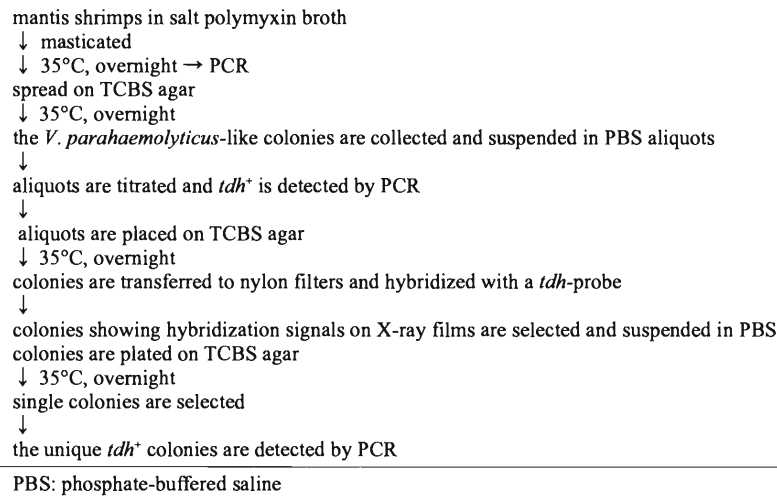 mantis shrimps in salt polymyxin broth
↓ masticated
↓ 35°C, overnight → PCR
spread on TCBS agar
↓ 35°C, overnight
the V. parahaemolyticus-like colonies are collected and suspended in PBS aliquots
↓
aliquots are titrated and tdh⁺ is detected by PCR
↓
aliquots are placed on TCBS agar
↓ 35°C, overnight
colonies are transferred to nylon filters and hybridized with a tdh-probe
↓
colonies showing hybridization signals on X-ray films are selected and suspended in PBS
colonies are plated on TCBS agar
↓ 35°C, overnight
single colonies are selected
↓
the unique tdh⁺ colonies are detected by PCR
PBS: phosphate-buffered saline